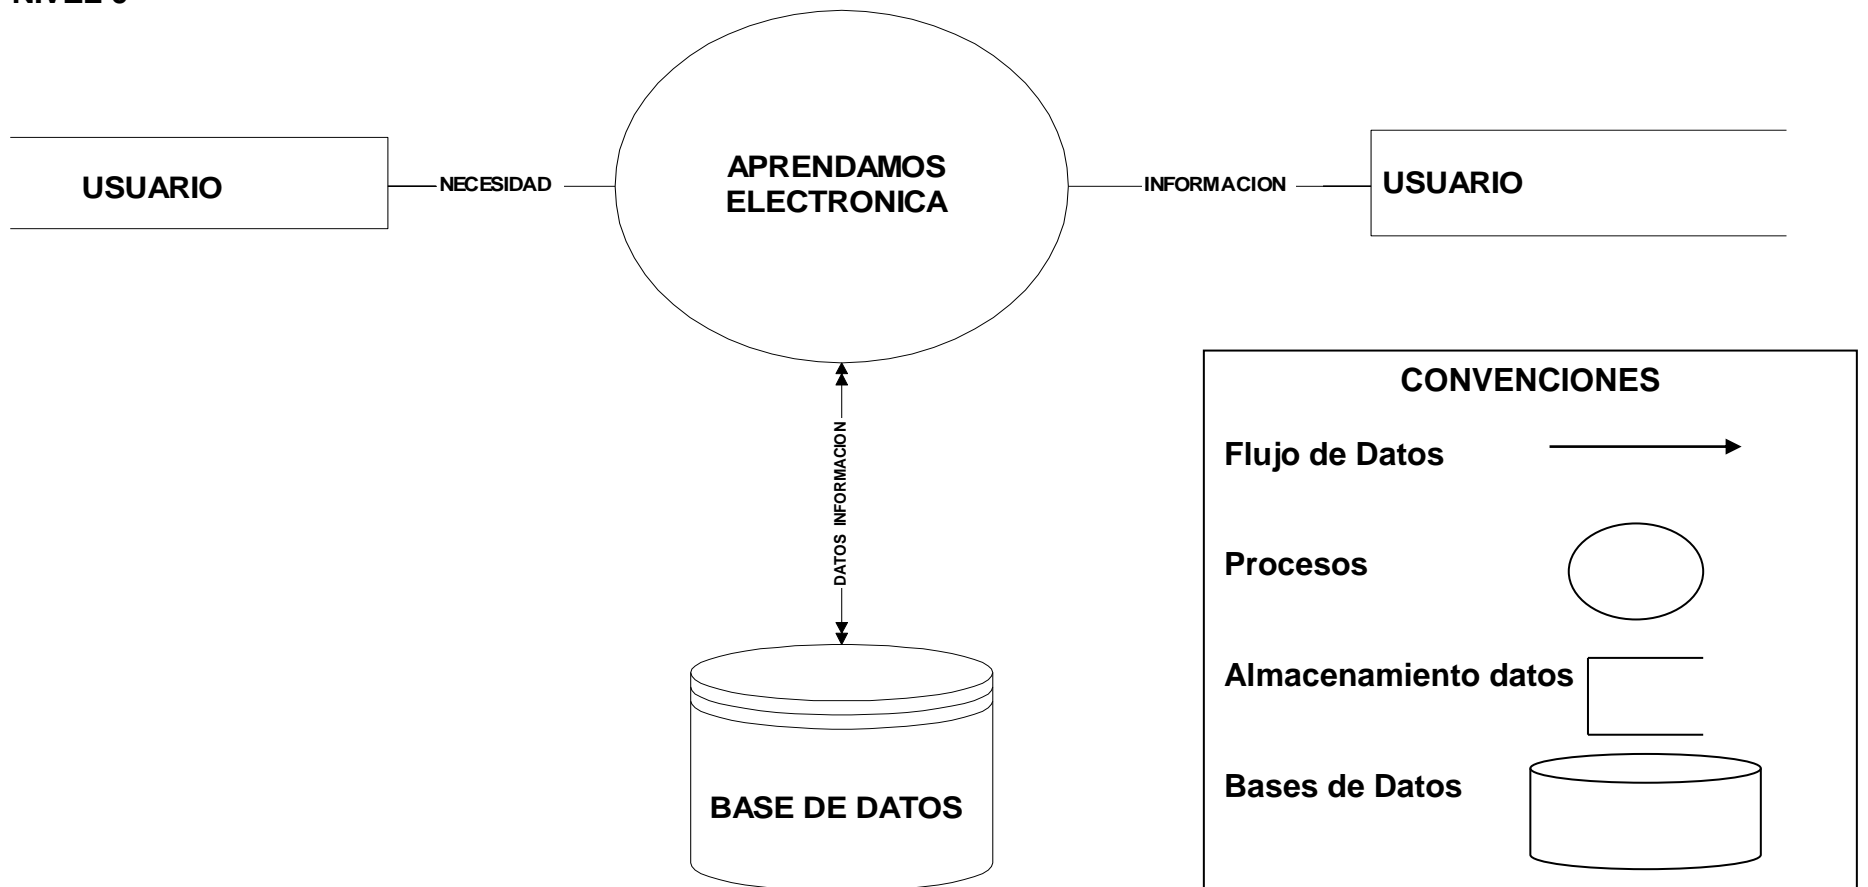 USUARIO
NECESIDAD
APRENDAMOS
ELECTRONICA
INFORMACION
USUARIO
DATOS INFORMACION
BASE DE DATOS
CONVENCIONES
Flujo de Datos
Procesos
Almacenamiento datos
Bases de Datos